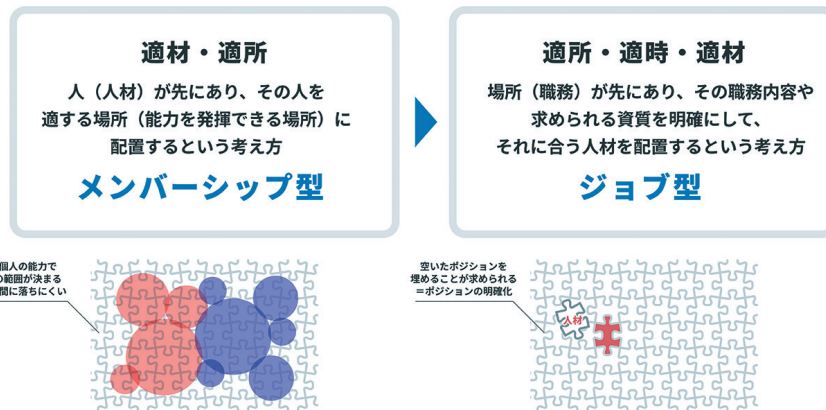 適材・適所
人（人材）が先にあり、その人を
適する場所（能力を発揮できる場所）に
配置するという考え方
メンバーシップ型
適所・適時・適材
場所（職務）が先にあり、その職務内容や
求められる資質を明確にして、
それに合う人材を配置するという考え方
ジョブ型
個人の能力で
の範囲が決まる
間に落ちにくい
空いたポジションを
埋めることが求められる
＝ポジションの明確化
人材